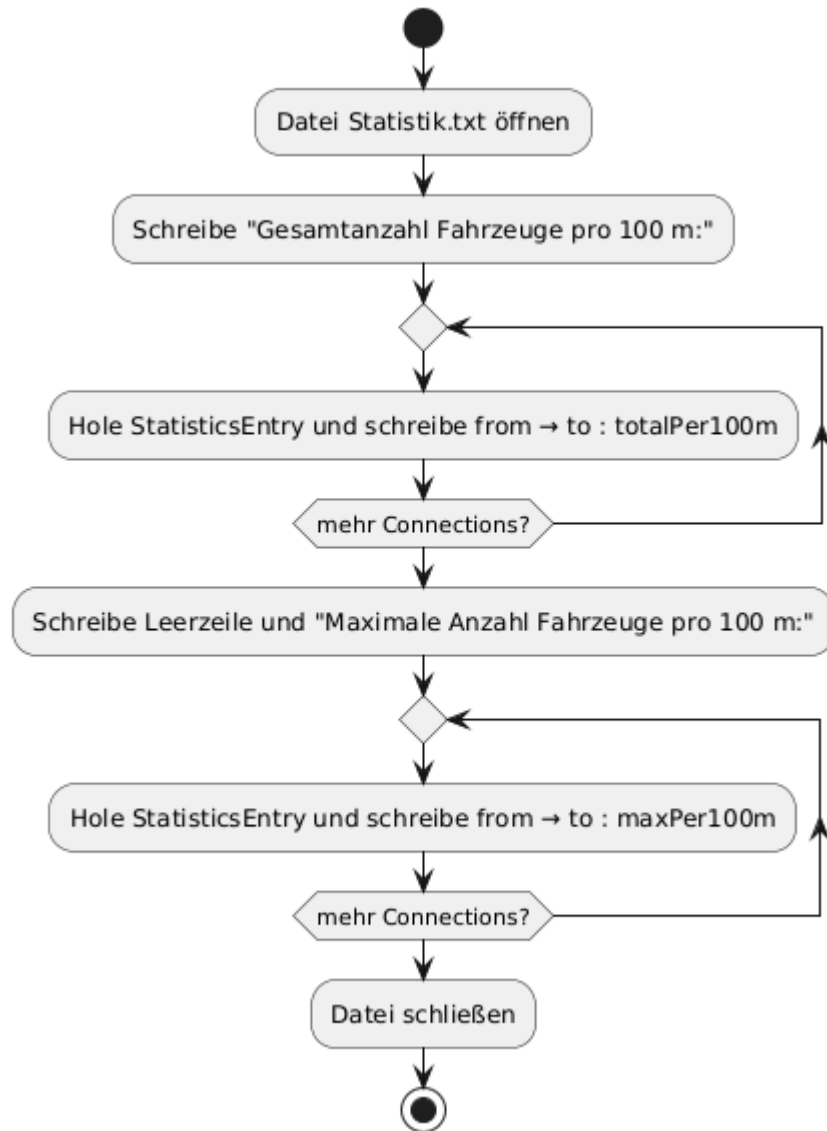 Datei Statistik.txt öffnen
Schreibe "Gesamtanzahl Fahrzeuge pro 100 m:"
Hole StatisticsEntry und schreibe from → to : totalPer100m
mehr Connections?
Schreibe Leerzeile und "Maximale Anzahl Fahrzeuge pro 100 m:"
Hole StatisticsEntry und schreibe from → to : maxPer100m
mehr Connections?
Datei schließen